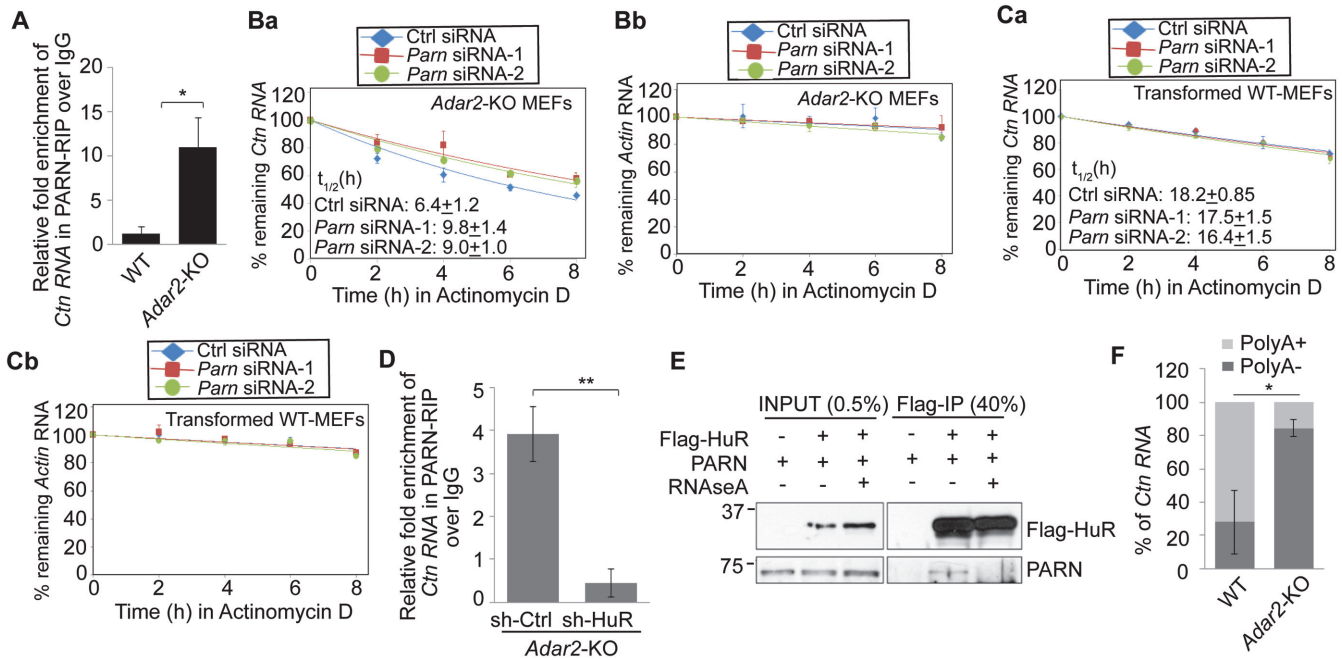 A
Relative fold enrichment of
Ctn RNA in PARN-RIP over IgG
20
15
10
5
0
*
WT
Adar2-KO
Ba
Ctrl siRNA
Parn siRNA-1
Parn siRNA-2
% remaining Ctn RNA
120
100
80
60
40
20
0
Adar2-KO MEFs
t1/2(h)
Ctrl siRNA: 6.4±1.2
Parn siRNA-1: 9.8±1.4
Parn siRNA-2: 9.0±1.0
0 2 4 6 8
Time (h) in Actinomycin D
Bb
Ctrl siRNA
Parn siRNA-1
Parn siRNA-2
% remaining Actin RNA
120
100
80
60
40
20
0
Adar2-KO MEFs
0 2 4 6 8
Time (h) in Actinomycin D
Ca
Ctrl siRNA
Parn siRNA-1
Parn siRNA-2
% remaining Ctn RNA
120
100
80
60
40
20
0
Transformed WT-MEFs
t1/2(h)
Ctrl siRNA: 18.2±0.85
Parn siRNA-1: 17.5±1.5
Parn siRNA-2: 16.4±1.5
0 2 4 6 8
Time (h) in Actinomycin D
Cb
Ctrl siRNA
Parn siRNA-1
Parn siRNA-2
% remaining Actin RNA
120
100
80
60
40
20
0
Transformed WT-MEFs
0 2 4 6 8
Time (h) in Actinomycin D
D
Relative fold enrichment of
Ctn RNA in PARN-RIP
over IgG
5
4
3
2
1
0
**
sh-Ctrl sh-HuR
Adar2-KO
E
INPUT (0.5%) Flag-IP (40%)
Flag-HuR - + + - + +
PARN + + + + + +
RNAseA - - + - - +
37
Flag-HuR
75
PARN
F
PolyA+
PolyA-
% of Ctn RNA
120
100
80
60
40
20
0
*
WT
Adar2-KO